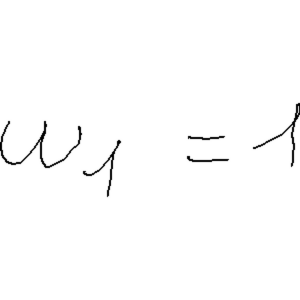 w₁ = 1